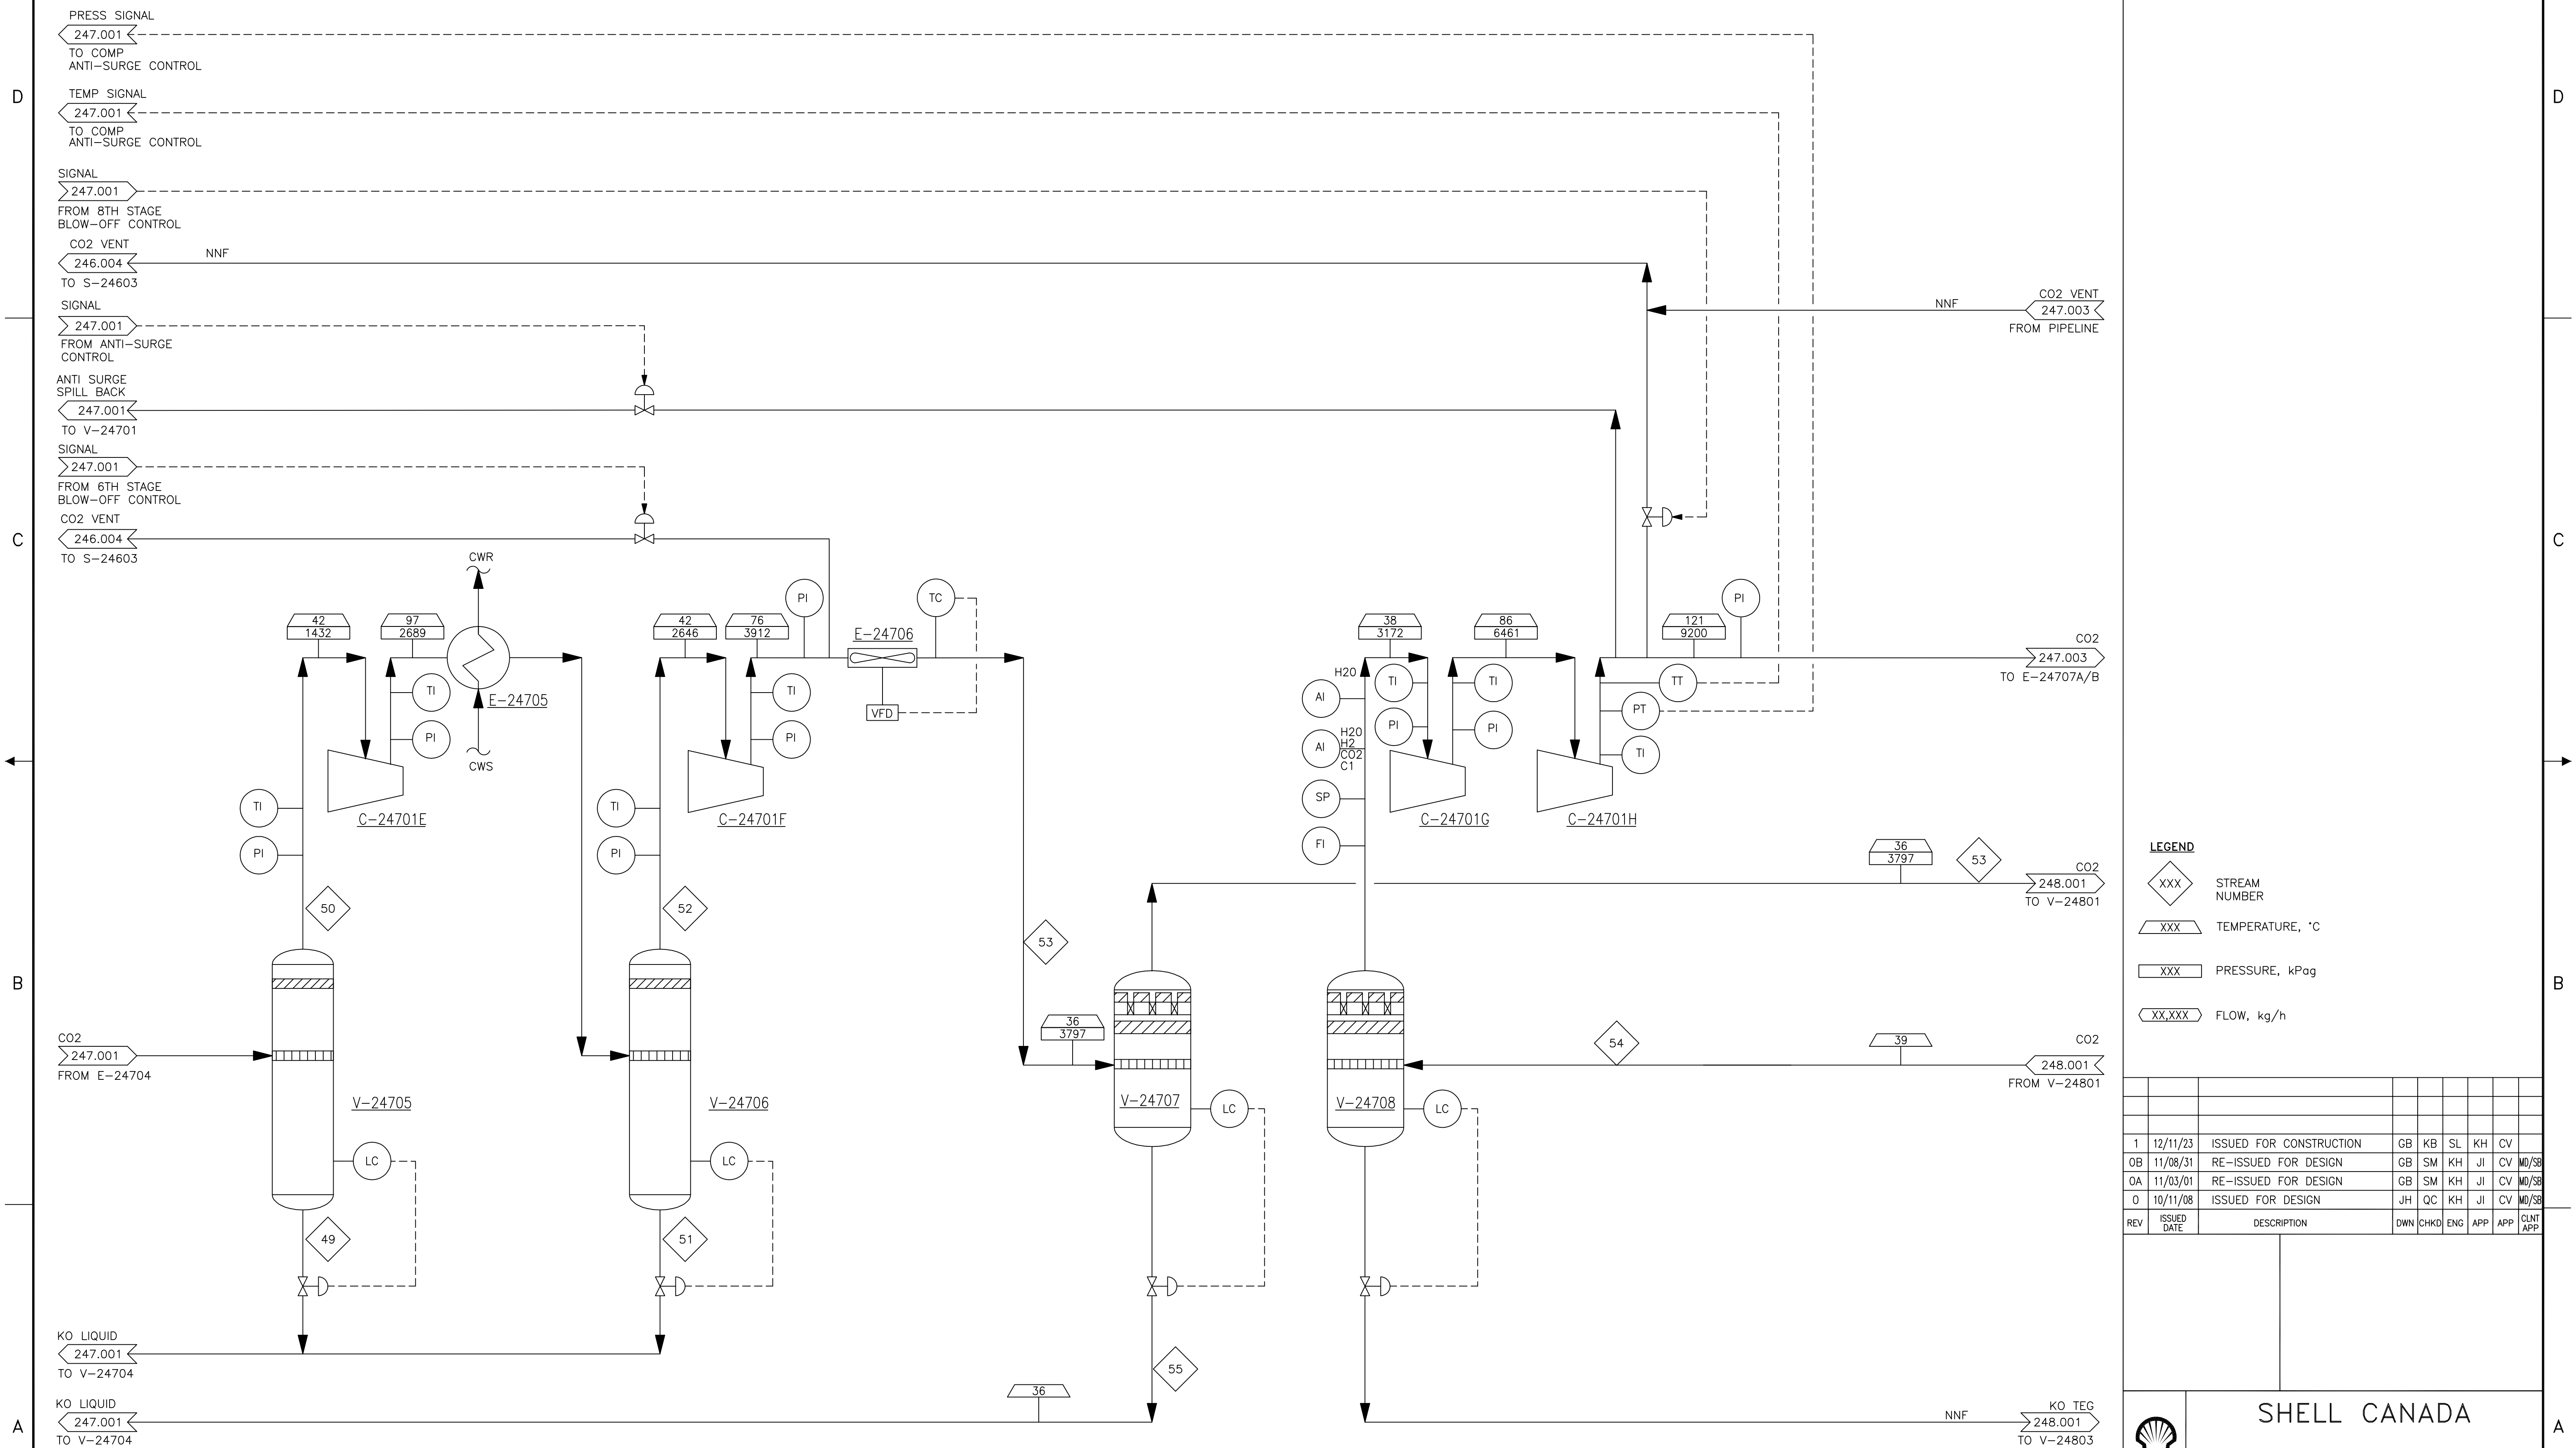 PRESS SIGNAL
247.001
TO COMP
ANTI-SURGE CONTROL
D
D
TEMP SIGNAL
247.001
TO COMP
ANTI-SURGE CONTROL
SIGNAL
247.001
FROM 8TH STAGE
BLOW-OFF CONTROL
CO2 VENT
NNF
246.004
TO S-24603
SIGNAL
247.001
FROM ANTI-SURGE
CONTROL
CO2 VENT
NNF
247.003
FROM PIPELINE
ANTI SURGE
SPILL BACK
247.001
TO V-24701
SIGNAL
247.001
FROM 6TH STAGE
BLOW-OFF CONTROL
CO2 VENT
C
C
246.004
TO S-24603
CWR
42
1432
97
2689
TI
PI
E-24705
CWS
C-24701E
TI
PI
50
42
2646
76
3912
PI
E-24706
TC
VFD
TI
PI
C-24701F
TI
PI
52
38
3172
86
6461
121
9200
PI
CO2
247.003
TO E-24707A/B
H20
AI
TI
TI
TT
PI
PI
PT
TI
AI
H20
H2
CO2
C1
SP
FI
C-24701G
C-24701H
36
3797
53
CO2
248.001
TO V-24801
LEGEND
XXX
STREAM
NUMBER
XXX
TEMPERATURE, °C
XXX
PRESSURE, kPag
XX,XXX
FLOW, kg/h
53
B
B
CO2
247.001
FROM E-24704
36
3797
54
39
CO2
248.001
FROM V-24801
V-24705
V-24706
V-24707
LC
V-24708
LC
LC
LC
49
51
1 12/11/23 ISSUED FOR CONSTRUCTION GB KB SL KH CV
0B 11/08/31 RE-ISSUED FOR DESIGN GB SM KH JI CV MD/SB
0A 11/03/01 RE-ISSUED FOR DESIGN GB SM KH JI CV MD/SB
0 10/11/08 ISSUED FOR DESIGN JH QC KH JI CV MD/SB
REV ISSUED DATE DESCRIPTION DWN CHKD ENG APP APP CLNT APP
KO LIQUID
247.001
TO V-24704
55
36
KO LIQUID
247.001
TO V-24704
A
A
NNF
KO TEG
248.001
TO V-24803
SHELL CANADA